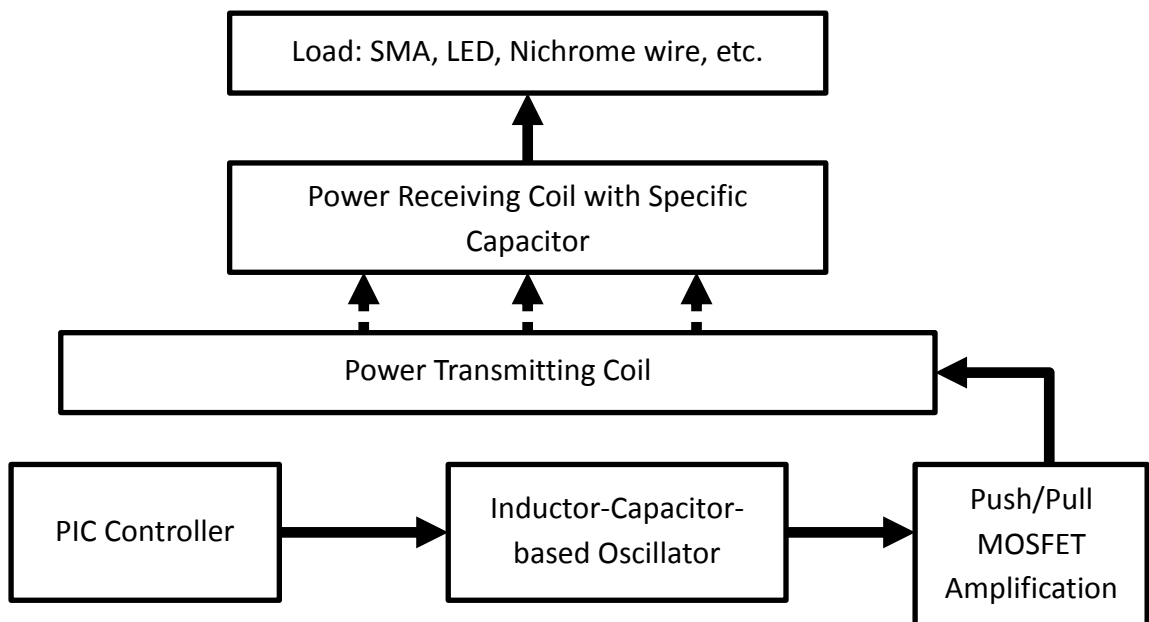 Load: SMA, LED, Nichrome wire, etc.
Power Receiving Coil with Specific
Capacitor
Power Transmitting Coil
PIC Controller
Inductor-Capacitor-
based Oscillator
Push/Pull
MOSFET
Amplification